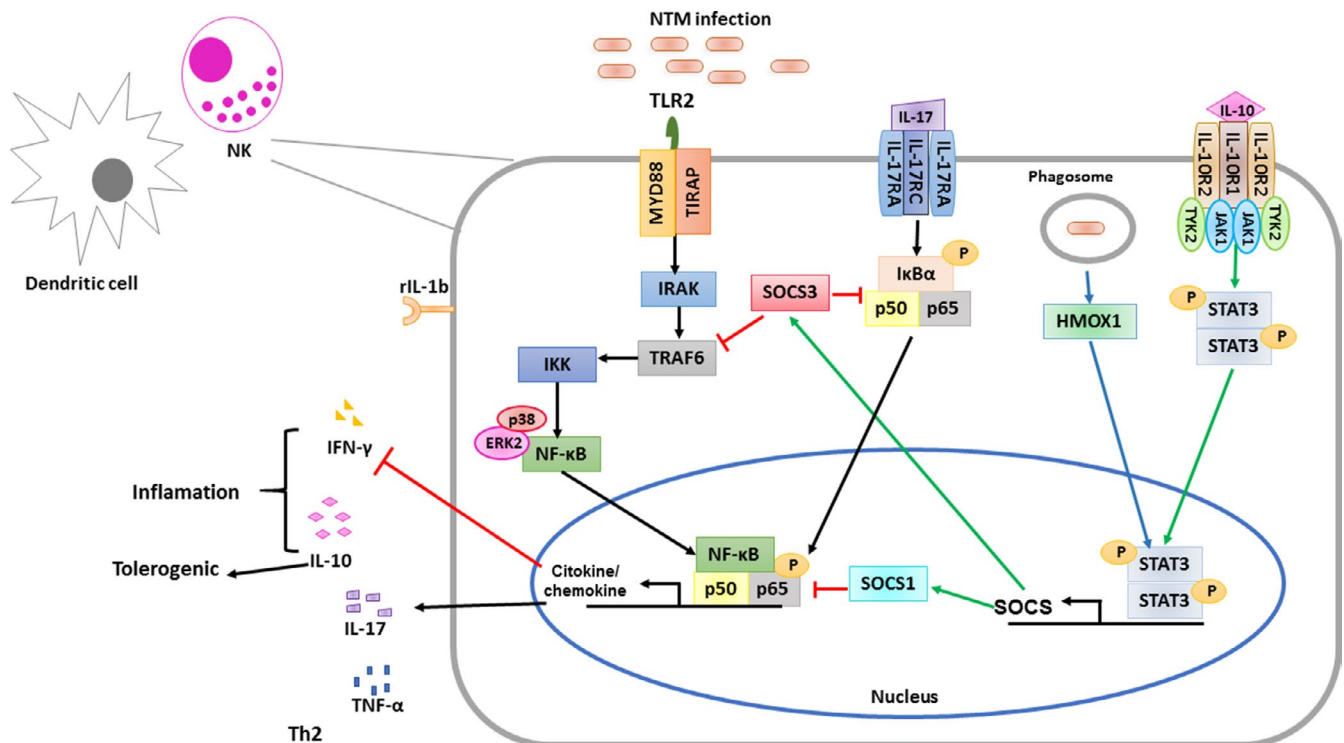 NTM infection
TLR2
NK
Dendritic cell
MYD88
TIRAP
IL-17
IL-17RA
IL-17RC
IL-17RA
Phagosome
IL-10
IL-10R2
IL-10R1
IL-10R2
TYK2
JAK1
JAK1
TYK2
rIL-1b
IRAK
SOCS3
IκBα
P
p50
p65
HMOX1
P
STAT3
STAT3
P
TRAF6
IKK
p38
ERK2
NF-κB
IFN-γ
Inflamation
IL-10
Tolerogenic
IL-17
TNF-α
Th2
Citokine/
chemokine
NF-κB
P
p50
p65
SOCS1
SOCS
P
STAT3
STAT3
P
Nucleus